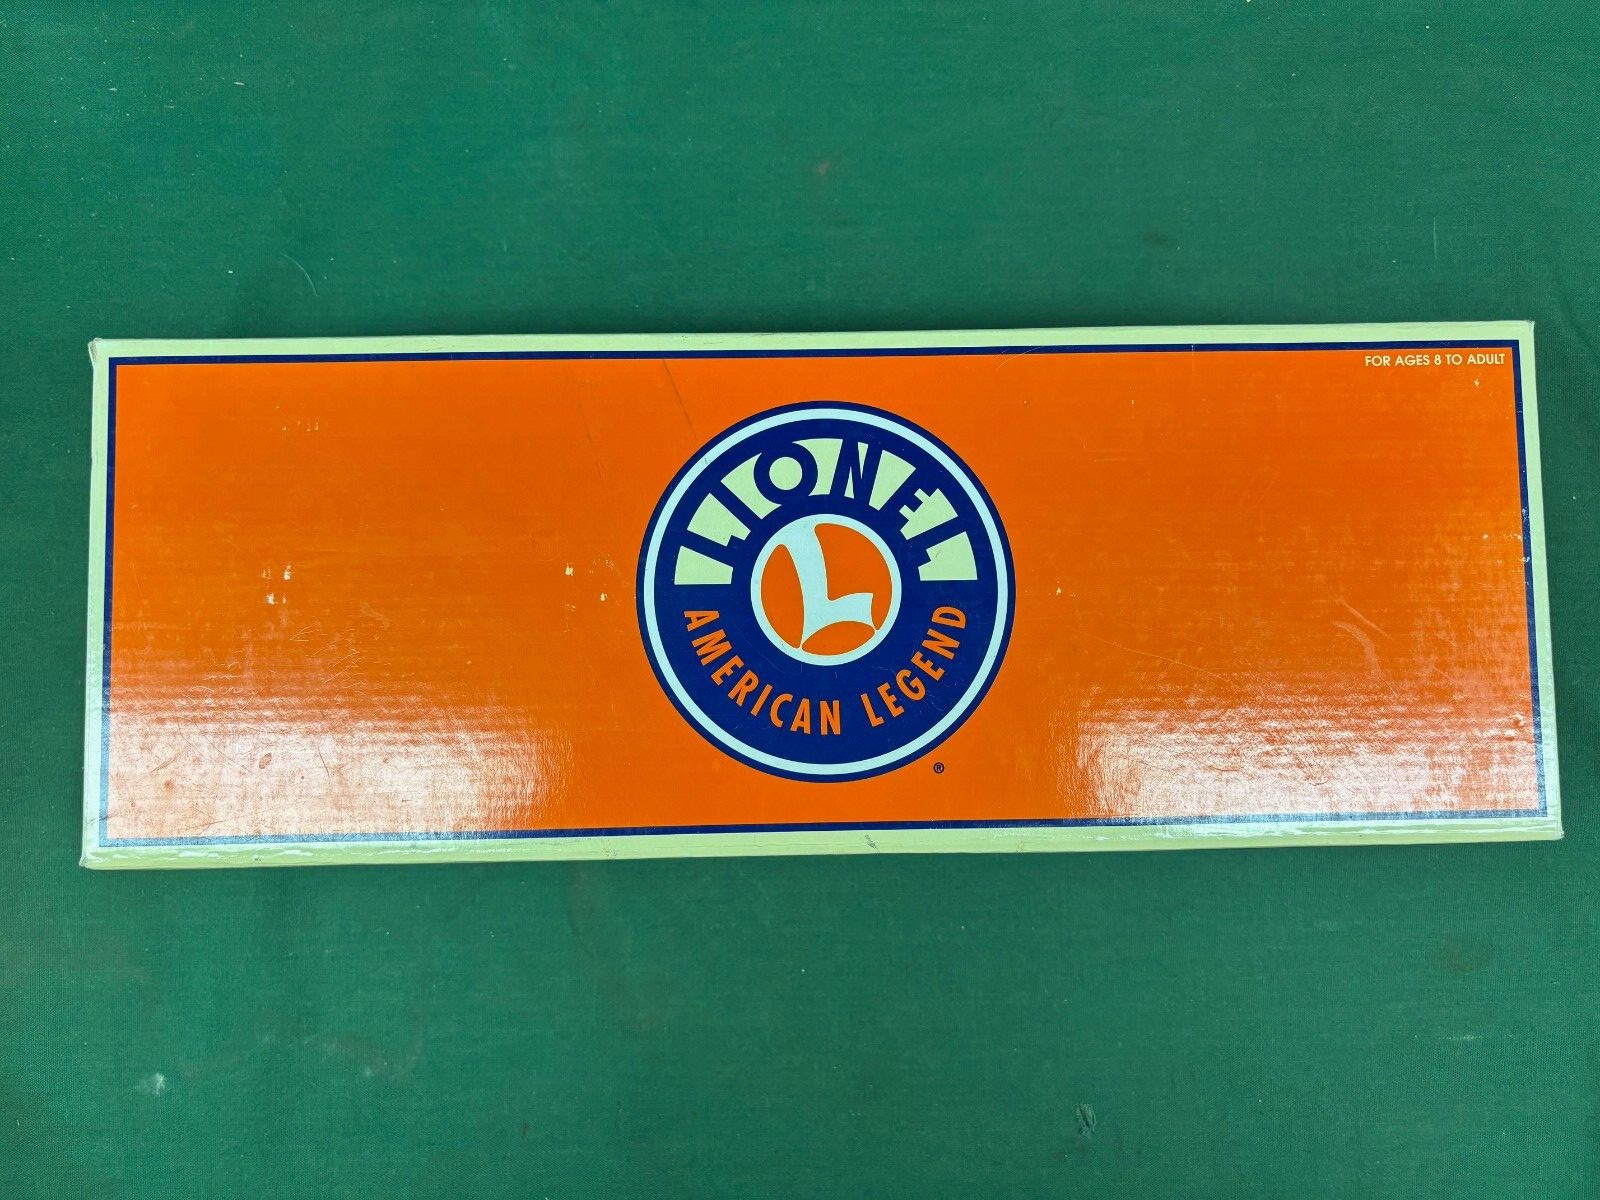 FOR AGES 8 TO ADULT
LIONEL
L
AMERICAN LEGEND
®